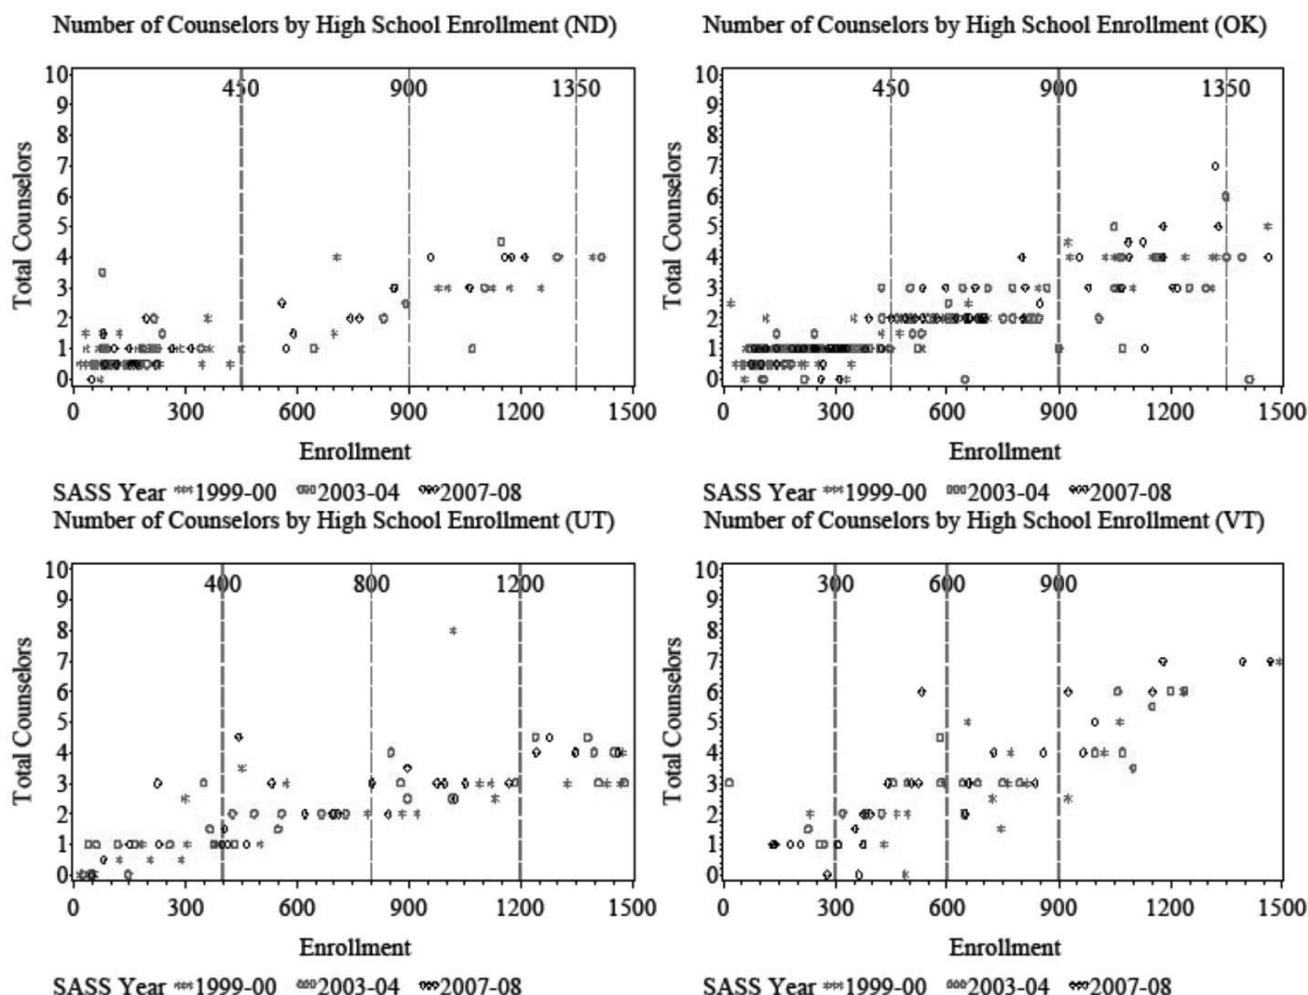 Number of Counselors by High School Enrollment (ND)
10
9
8
7
6
5
4
3
2
1
0
Total Counselors
450 900 1350
0 300 600 900 1200 1500
Enrollment
SASS Year 1999-00 2003-04 2007-08
Number of Counselors by High School Enrollment (OK)
10
9
8
7
6
5
4
3
2
1
0
Total Counselors
450 900 1350
0 300 600 900 1200 1500
Enrollment
SASS Year 1999-00 2003-04 2007-08
Number of Counselors by High School Enrollment (UT)
10
9
8
7
6
5
4
3
2
1
0
Total Counselors
400 800 1200
0 300 600 900 1200 1500
Enrollment
SASS Year 1999-00 2003-04 2007-08
Number of Counselors by High School Enrollment (VT)
10
9
8
7
6
5
4
3
2
1
0
Total Counselors
300 600 900
0 300 600 900 1200 1500
Enrollment
SASS Year 1999-00 2003-04 2007-08